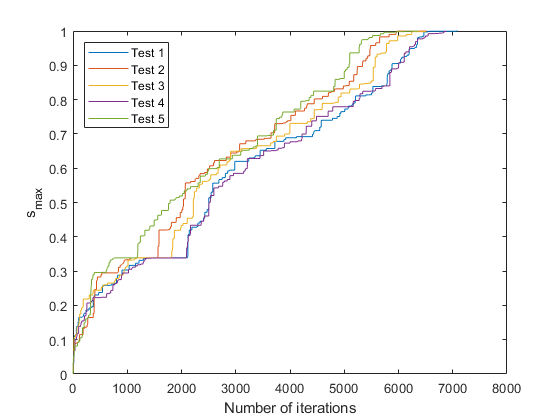 Test 1
Test 2
Test 3
Test 4
Test 5
1
0.9
0.8
0.7
0.6
0.5
0.4
0.3
0.2
0.1
0
s_max
0 1000 2000 3000 4000 5000 6000 7000 8000
Number of iterations